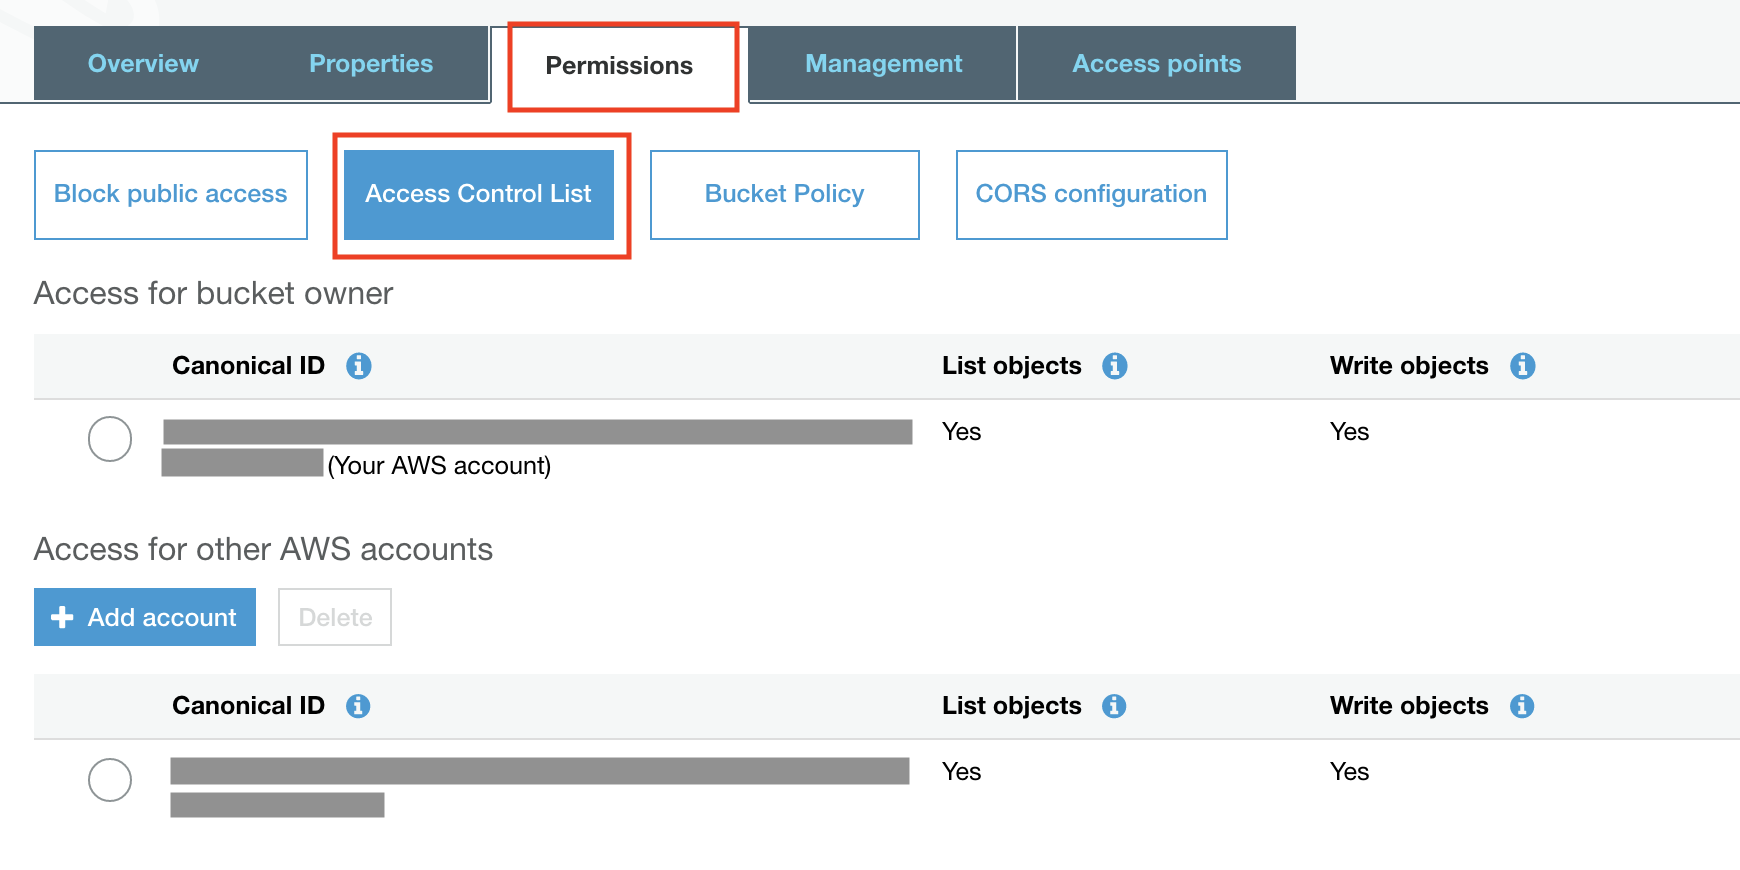 Overview Properties Permissions Management Access points
Block public access Access Control List Bucket Policy CORS configuration
Access for bucket owner
Canonical ID List objects Write objects
Yes Yes
(Your AWS account)
Access for other AWS accounts
Add account Delete
Canonical ID List objects Write objects
Yes Yes